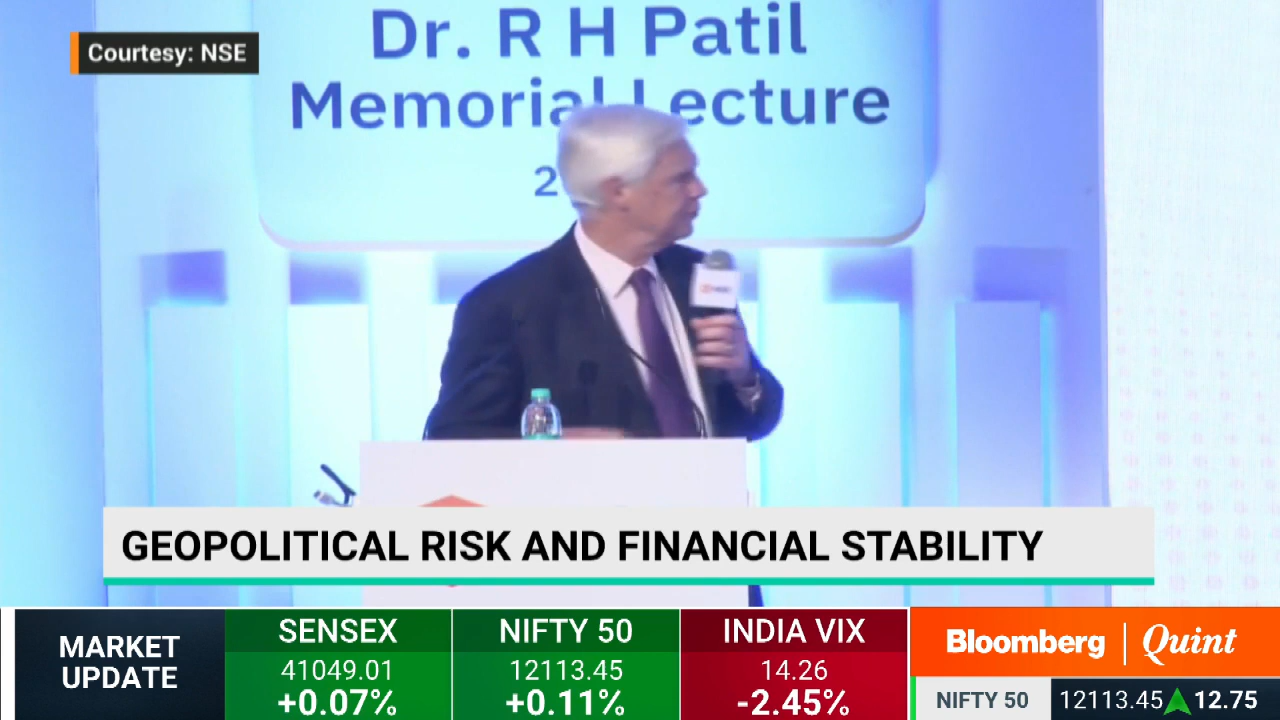 Courtesy: NSE
Dr. R H Patil
Memorial Lecture
2
GEOPOLITICAL RISK AND FINANCIAL STABILITY
MARKET
UPDATE
SENSEX
41049.01
+0.07%
NIFTY 50
12113.45
+0.11%
INDIA VIX
14.26
-2.45%
Bloomberg | Quint
NIFTY 50
12113.45 ▲ 12.75